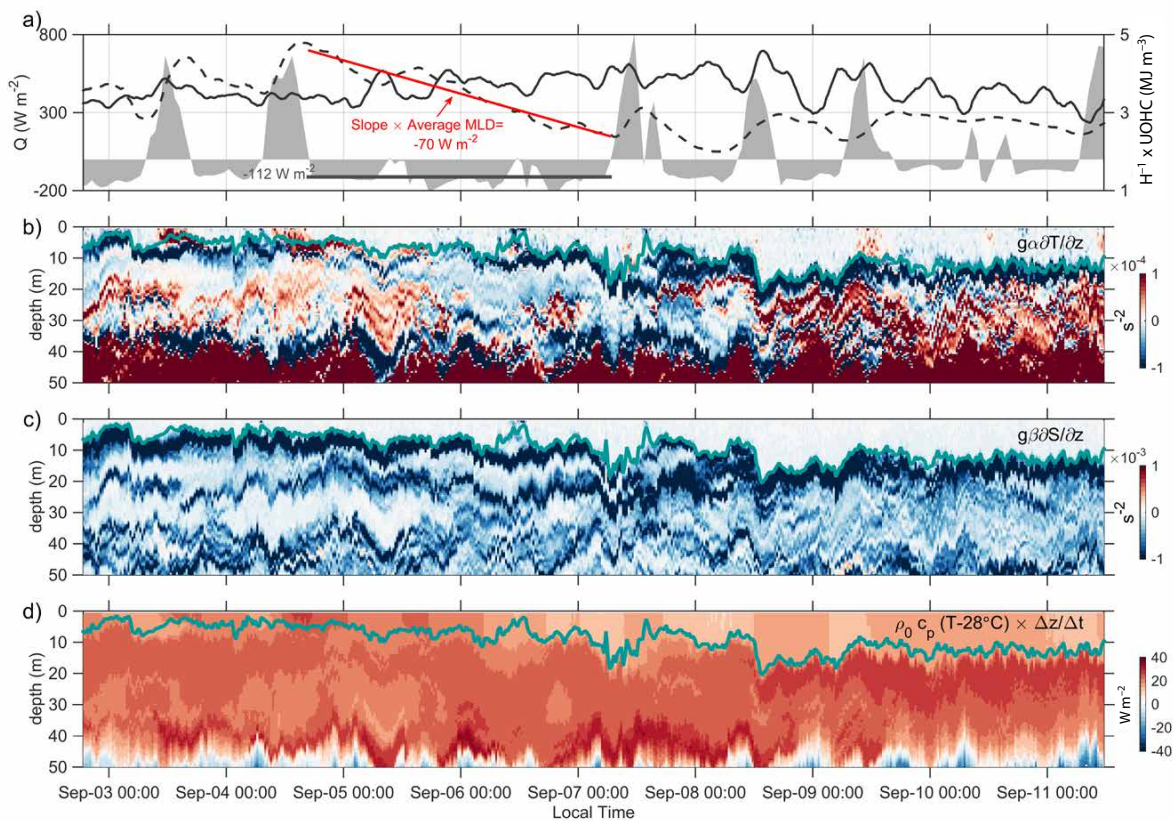 a)
800
300
-200
Q (W m⁻²)
Slope × Average MLD=
-70 W m⁻²
-112 W m⁻²
5
4
3
2
1
H⁻¹ x UOHC (MJ m⁻³)
b)
0
10
20
30
40
50
depth (m)
gα∂T/∂z
×10⁻⁴
1
0
-1
s⁻²
c)
0
10
20
30
40
50
depth (m)
gβ∂S/∂z
×10⁻³
1
0
-1
s⁻²
d)
0
10
20
30
40
50
depth (m)
ρ₀ cₚ (T-28°C) × Δz/Δt
40
20
0
-20
-40
W m⁻²
Sep-03 00:00 Sep-04 00:00 Sep-05 00:00 Sep-06 00:00 Sep-07 00:00 Sep-08 00:00 Sep-09 00:00 Sep-10 00:00 Sep-11 00:00
Local Time